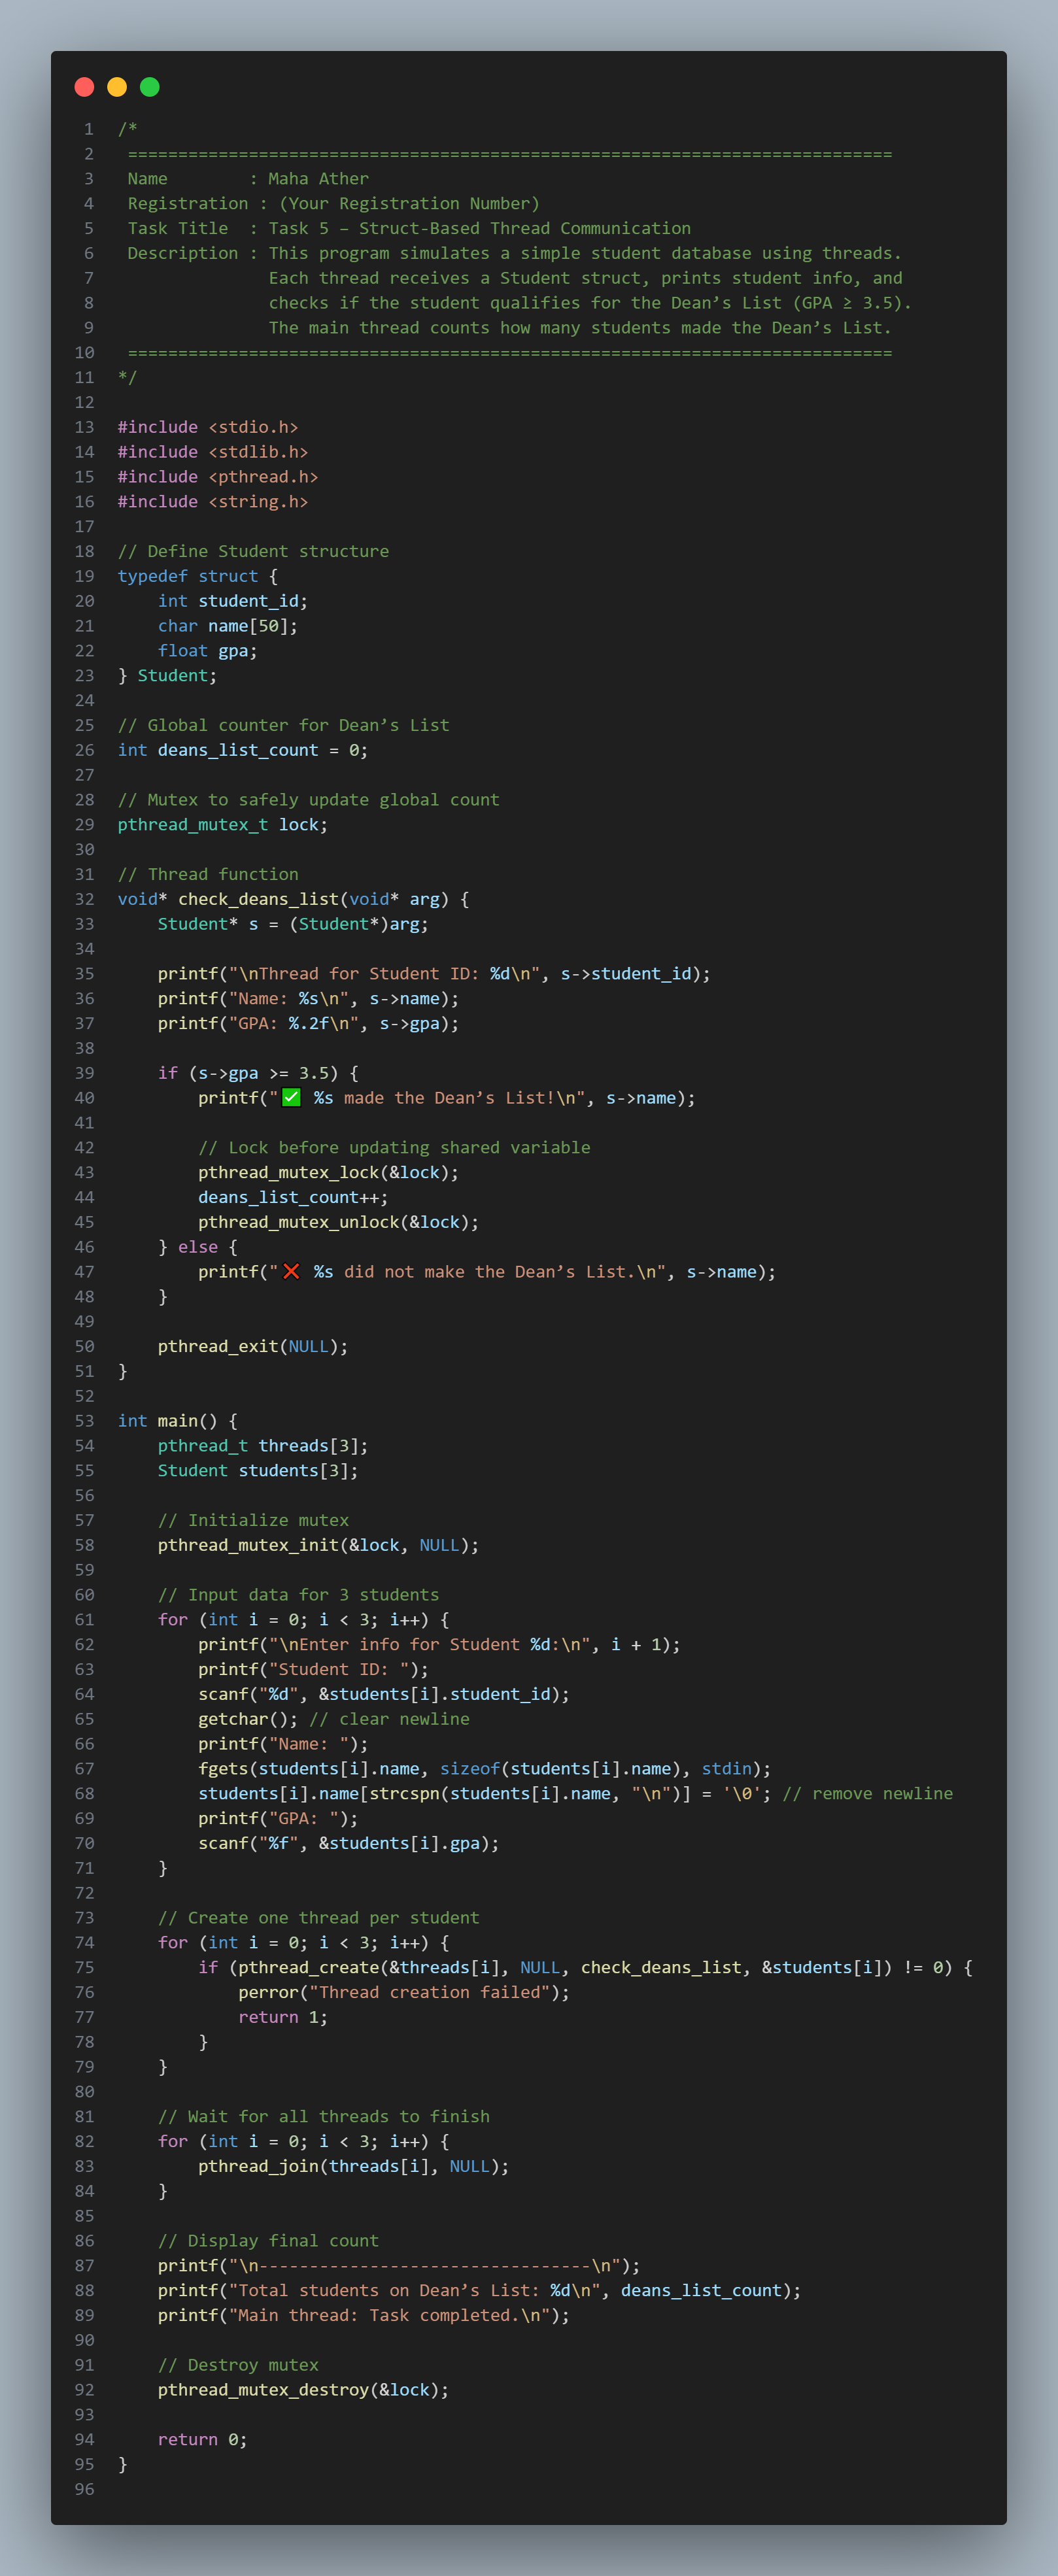 1 /*
2  ============================================================================
3  Name        : Maha Ather
4  Registration : (Your Registration Number)
5  Task Title  : Task 5 – Struct-Based Thread Communication
6  Description : This program simulates a simple student database using threads.
7                Each thread receives a Student struct, prints student info, and
8                checks if the student qualifies for the Dean’s List (GPA ≥ 3.5).
9                The main thread counts how many students made the Dean’s List.
10  ============================================================================
11 */
12
13 #include <stdio.h>
14 #include <stdlib.h>
15 #include <pthread.h>
16 #include <string.h>
17
18 // Define Student structure
19 typedef struct {
20     int student_id;
21     char name[50];
22     float gpa;
23 } Student;
24
25 // Global counter for Dean’s List
26 int deans_list_count = 0;
27
28 // Mutex to safely update global count
29 pthread_mutex_t lock;
30
31 // Thread function
32 void* check_deans_list(void* arg) {
33     Student* s = (Student*)arg;
34
35     printf("\nThread for Student ID: %d\n", s->student_id);
36     printf("Name: %s\n", s->name);
37     printf("GPA: %.2f\n", s->gpa);
38
39     if (s->gpa >= 3.5) {
40         printf("✅ %s made the Dean’s List!\n", s->name);
41
42         // Lock before updating shared variable
43         pthread_mutex_lock(&lock);
44         deans_list_count++;
45         pthread_mutex_unlock(&lock);
46     } else {
47         printf("❌ %s did not make the Dean’s List.\n", s->name);
48     }
49
50     pthread_exit(NULL);
51 }
52
53 int main() {
54     pthread_t threads[3];
55     Student students[3];
56
57     // Initialize mutex
58     pthread_mutex_init(&lock, NULL);
59
60     // Input data for 3 students
61     for (int i = 0; i < 3; i++) {
62         printf("\nEnter info for Student %d:\n", i + 1);
63         printf("Student ID: ");
64         scanf("%d", &students[i].student_id);
65         getchar(); // clear newline
66         printf("Name: ");
67         fgets(students[i].name, sizeof(students[i].name), stdin);
68         students[i].name[strcspn(students[i].name, "\n")] = '\0'; // remove newline
69         printf("GPA: ");
70         scanf("%f", &students[i].gpa);
71     }
72
73     // Create one thread per student
74     for (int i = 0; i < 3; i++) {
75         if (pthread_create(&threads[i], NULL, check_deans_list, &students[i]) != 0) {
76             perror("Thread creation failed");
77             return 1;
78         }
79     }
80
81     // Wait for all threads to finish
82     for (int i = 0; i < 3; i++) {
83         pthread_join(threads[i], NULL);
84     }
85
86     // Display final count
87     printf("\n---------------------------------\n");
88     printf("Total students on Dean’s List: %d\n", deans_list_count);
89     printf("Main thread: Task completed.\n");
90
91     // Destroy mutex
92     pthread_mutex_destroy(&lock);
93
94     return 0;
95 }
96